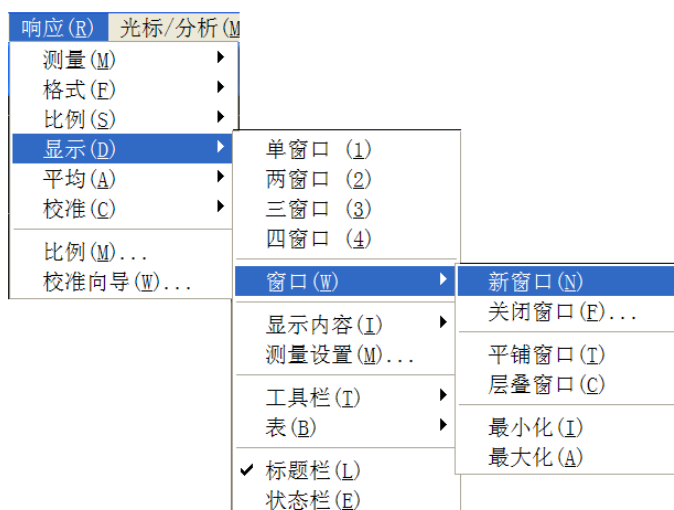 响应(R) 光标/分析(M
测量(M)
格式(F)
比例(S)
显示(D)
平均(A)
校准(C)
比例(M)...
校准向导(W)...
单窗口 (1)
两窗口 (2)
三窗口 (3)
四窗口 (4)
窗口(W)
显示内容(I)
测量设置(M)...
工具栏(T)
表(B)
标题栏(L)
状态栏(E)
新窗口(N)
关闭窗口(F)...
平铺窗口(T)
层叠窗口(C)
最小化(I)
最大化(A)